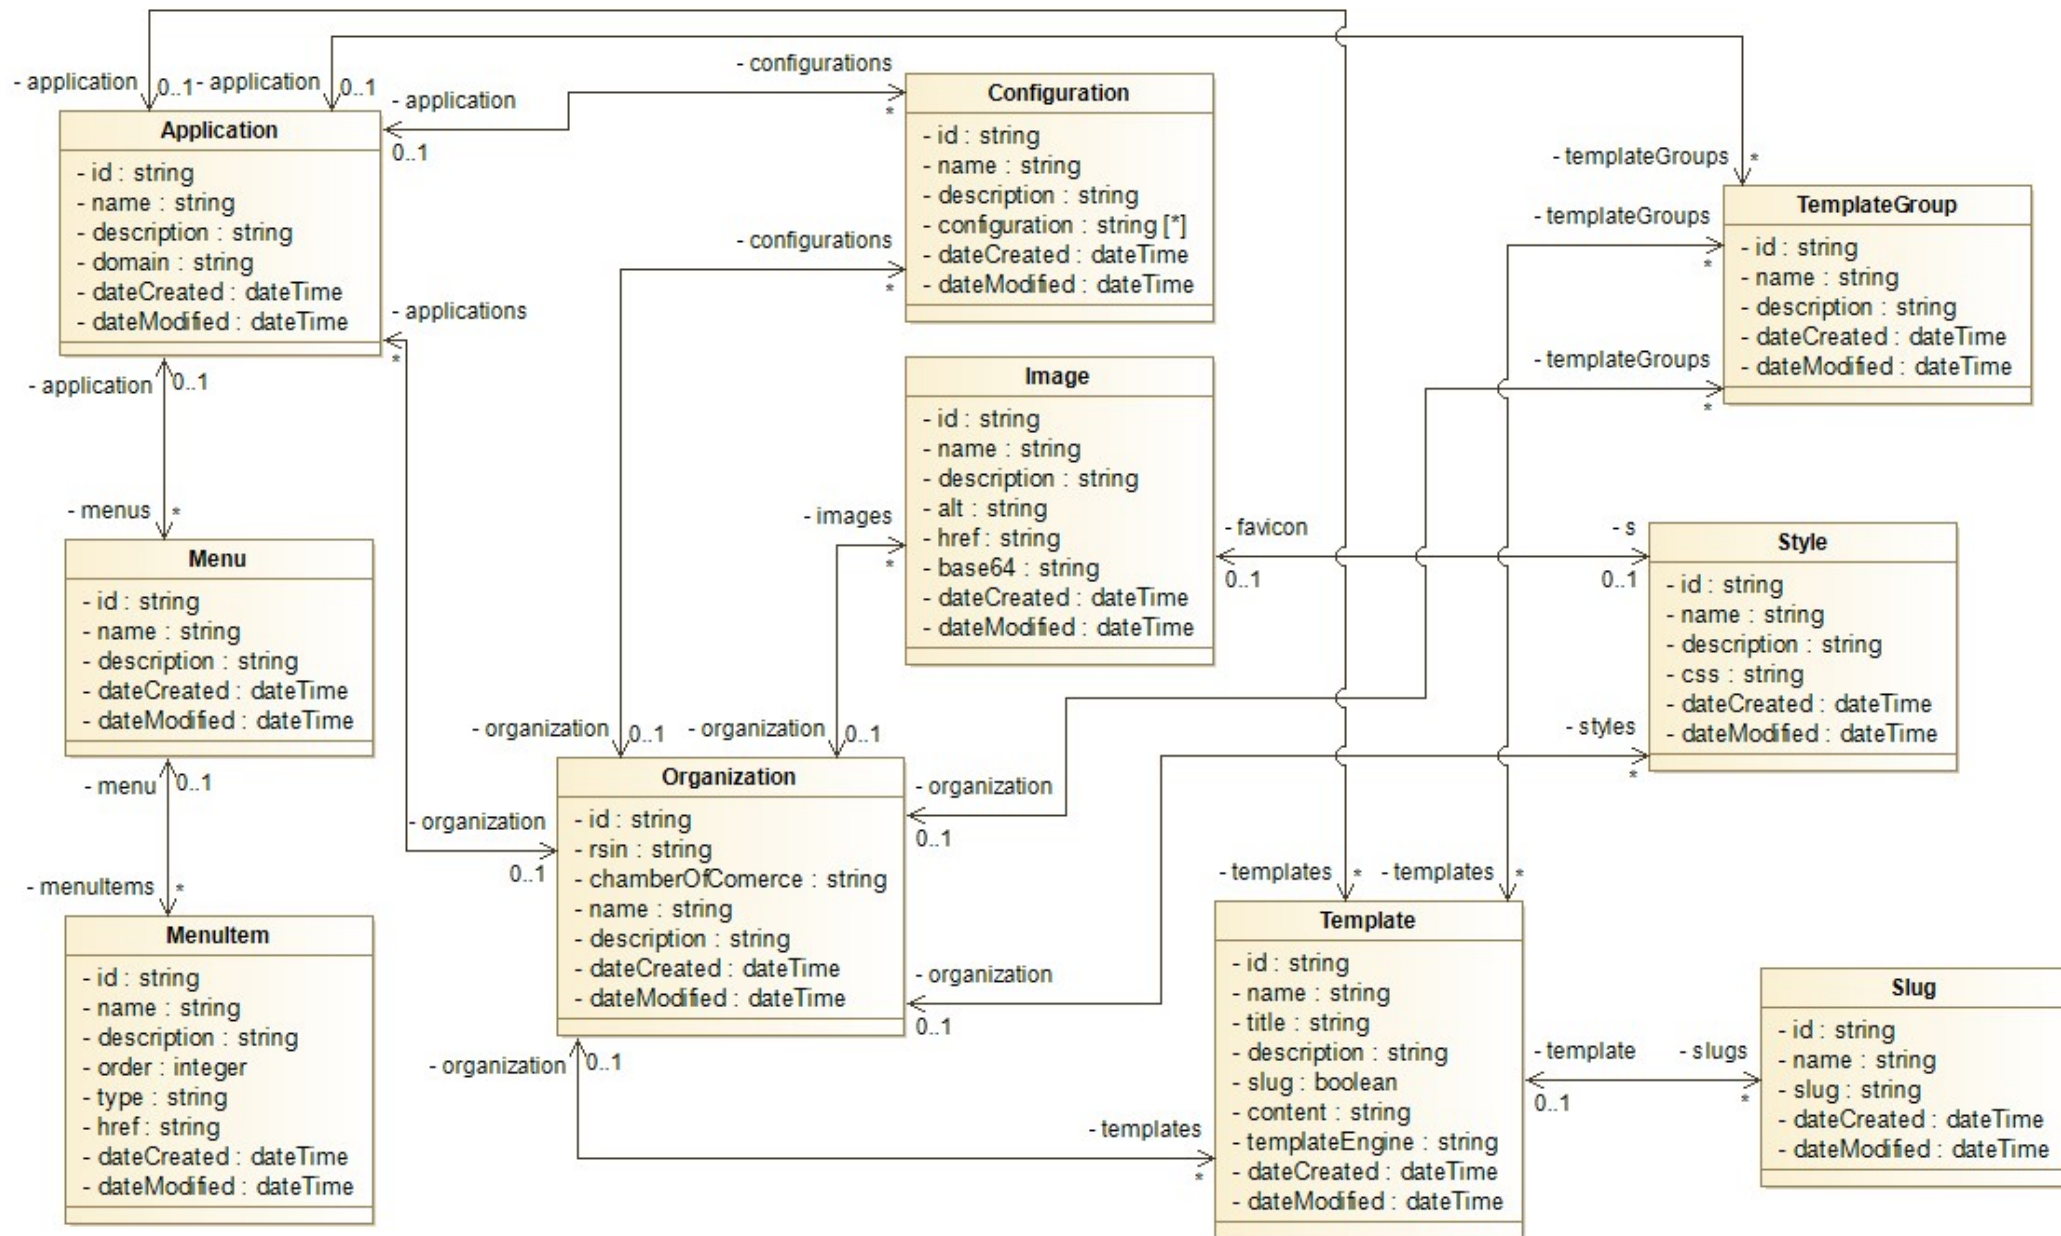 - application
0..1
- application
0..1
- application
0..1
- configurations
*
Application
- id : string
- name : string
- description : string
- domain : string
- dateCreated : dateTime
- dateModified : dateTime
Configuration
- id : string
- name : string
- description : string
- configuration : string [*]
- dateCreated : dateTime
- dateModified : dateTime
- configurations
*
- templateGroups
*
- templateGroups
*
- templateGroups
*
TemplateGroup
- id : string
- name : string
- description : string
- dateCreated : dateTime
- dateModified : dateTime
- applications
*
- application
0..1
- menus
*
Menu
- id : string
- name : string
- description : string
- dateCreated : dateTime
- dateModified : dateTime
- menu
0..1
- menuItems
*
MenuItem
- id : string
- name : string
- description : string
- order : integer
- type : string
- href : string
- dateCreated : dateTime
- dateModified : dateTime
Image
- id : string
- name : string
- description : string
- alt : string
- href : string
- base64 : string
- dateCreated : dateTime
- dateModified : dateTime
- images
*
- favicon
0..1
- s
0..1
Style
- id : string
- name : string
- description : string
- css : string
- dateCreated : dateTime
- dateModified : dateTime
- styles
*
- organization
0..1
- organization
0..1
- organization
0..1
- organization
0..1
- organization
0..1
- organization
0..1
Organization
- id : string
- rsin : string
- chamberOfComerce : string
- name : string
- description : string
- dateCreated : dateTime
- dateModified : dateTime
- templates
*
- templates
*
- templates
*
Template
- id : string
- name : string
- title : string
- description : string
- slug : boolean
- content : string
- templateEngine : string
- dateCreated : dateTime
- dateModified : dateTime
- template
0..1
- slugs
*
Slug
- id : string
- name : string
- slug : string
- dateCreated : dateTime
- dateModified : dateTime